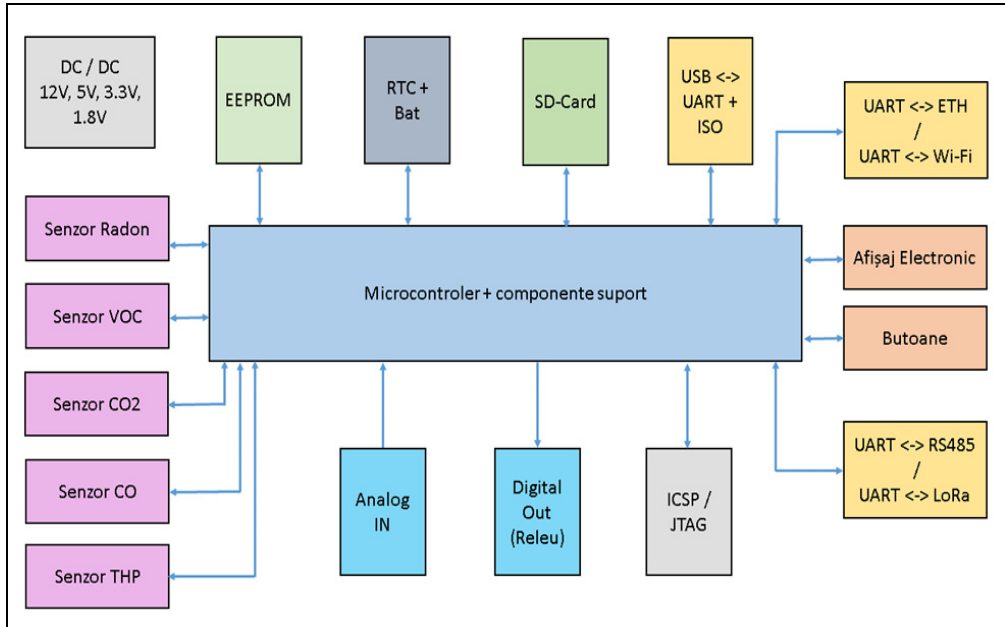 DC / DC
12V, 5V, 3.3V,
1.8V
EEPROM
RTC +
Bat
SD-Card
USB <->
UART +
ISO
UART <-> ETH
/
UART <-> Wi-Fi
Senzor Radon
Senzor VOC
Senzor CO2
Senzor CO
Senzor THP
Microcontroler + componente suport
Afișaj Electronic
Butoane
Analog
IN
Digital
Out
(Releu)
ICSP /
JTAG
UART <-> RS485
/
UART <-> LoRa